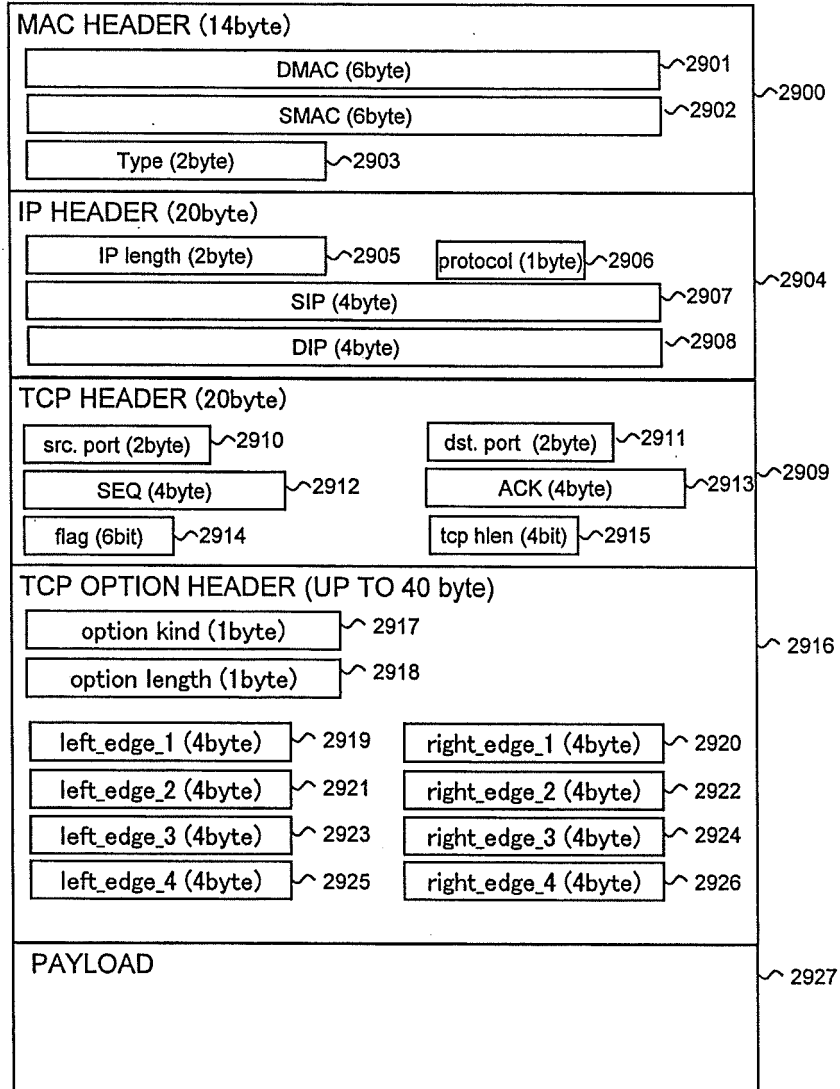 MAC HEADER (14byte)
DMAC (6byte) 2901
2900
SMAC (6byte) 2902
Type (2byte) 2903
IP HEADER (20byte)
IP length (2byte) 2905 protocol (1byte) 2906
2904
SIP (4byte) 2907
DIP (4byte) 2908
TCP HEADER (20byte)
src. port (2byte) 2910 dst. port (2byte) 2911
2909
SEQ (4byte) 2912 ACK (4byte) 2913
flag (6bit) 2914 tcp hlen (4bit) 2915
TCP OPTION HEADER (UP TO 40 byte)
option kind (1byte) 2917
2916
option length (1byte) 2918
left_edge_1 (4byte) 2919 right_edge_1 (4byte) 2920
left_edge_2 (4byte) 2921 right_edge_2 (4byte) 2922
left_edge_3 (4byte) 2923 right_edge_3 (4byte) 2924
left_edge_4 (4byte) 2925 right_edge_4 (4byte) 2926
PAYLOAD
2927